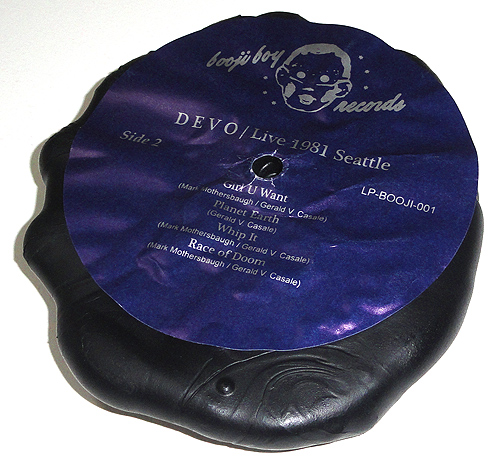 booji boy
records
DEVO/Live 1981 Seattle
Side 2
LP-BOOJI-001
Girl U Want
(Mark Mothersbaugh / Gerald V. Casale)
Planet Earth
(Gerald V. Casale)
Whip It
(Mark Mothersbaugh / Gerald V. Casale)
Race of Doom
(Mark Mothersbaugh / Gerald V. Casale)